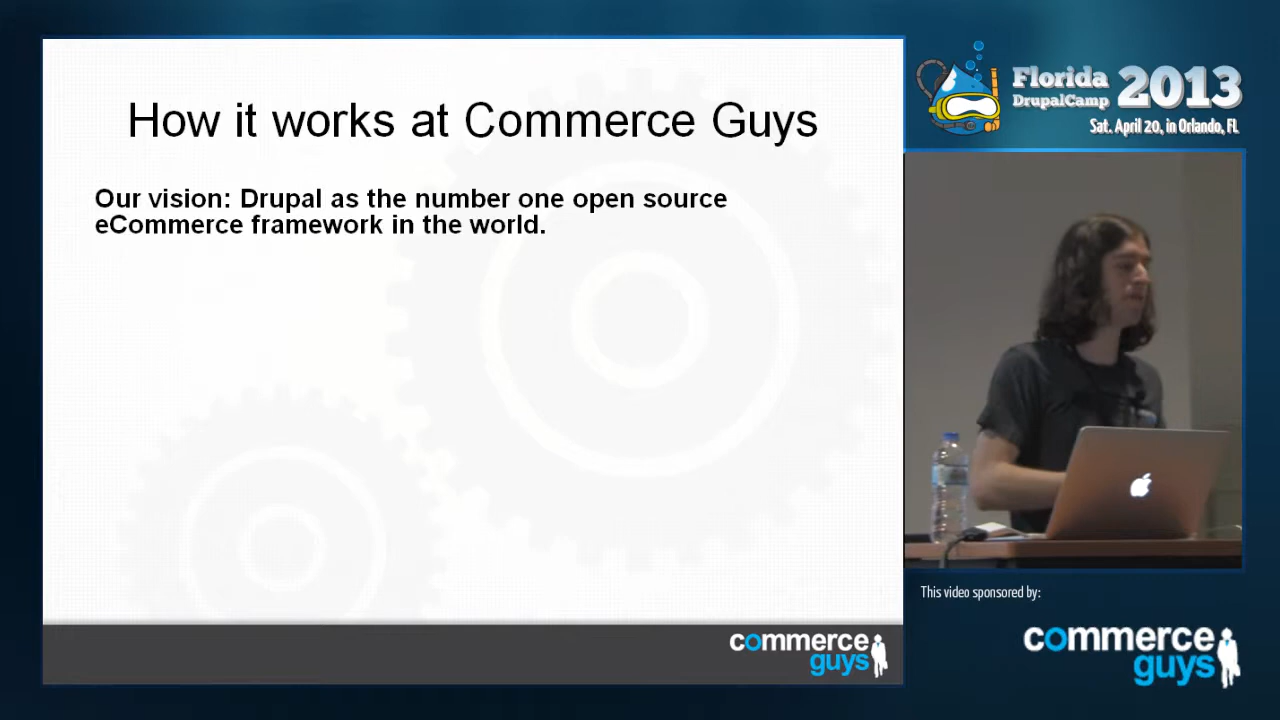 How it works at Commerce Guys
Our vision: Drupal as the number one open source
eCommerce framework in the world.
commerce
guys
Florida 2013
DrupalCamp
Sat. April 20, in Orlando, FL
This video sponsored by:
commerce
guys